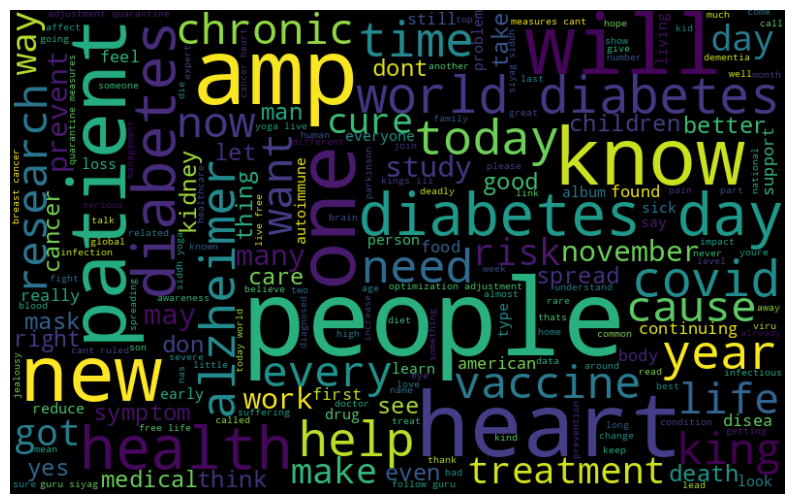 adjustment quarantine
affect
going
way
patient
feel
someone
quarantine measures
chronic
amp
time
still
top
dont
another
measures cant
hope
show
give
number
problem
take
siyag siddh
will
much
come
call
kid
living
dementia
well
month
day
research
prevent
diabetes
loss
now
man
die
expert
cancer heart
yoga live
human
let
want
cure
everyone
world diabetes
children
better
last
family
great
today
know
support
national
breast cancer
cancer
serious
talk
global
infection
management
kidney
thing
siddh yoga
healthcare
different
live free
autoimmune
one
join
kings iii
parkinson
please
deadly
link
study
good
album
found
sick
say
pain
part
diabetes day
related
known
many
care
brain
person
food
need
risk
november
impact
never
youre
level
really
blood
mask
fight
spreading
awareness
alzheimer
believe
two
age
week
optimization adjustment
almost
understand
rare
spread
covid
right
may
don
cant ruled
son
today world
diagnosed
high
increase
diet
something
people
type
thats
home
common
cause
continuing
away
viru
already
new
jealousy
severe
nas
little
every
learn
american
data
body
around
read
infectious
year
reduce
early
symptom
suffering
work
first
doctor
drug
name
love
eye
treat
see
vaccine
disea
best
life
got
mean
free life
called
health
help
heart
kind
prevention
long
change
keep
condition
getting
king
yes
medical
think
make
even
bad
thank
treatment
death
look
sure
guru siyag
follow guru
lead